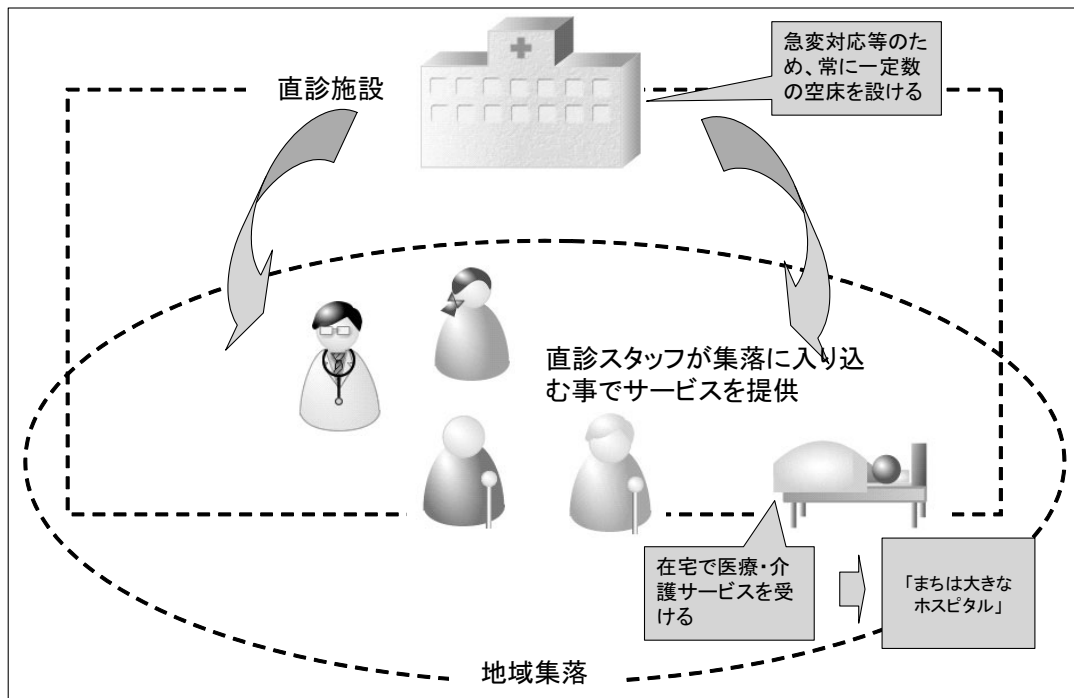 急変対応等のた
め、常に一定数
の空床を設ける
直診施設
直診スタッフが集落に入り込
む事でサービスを提供
在宅で医療・介
護サービスを受
ける
「まちは大きな
ホスピタル」
地域集落